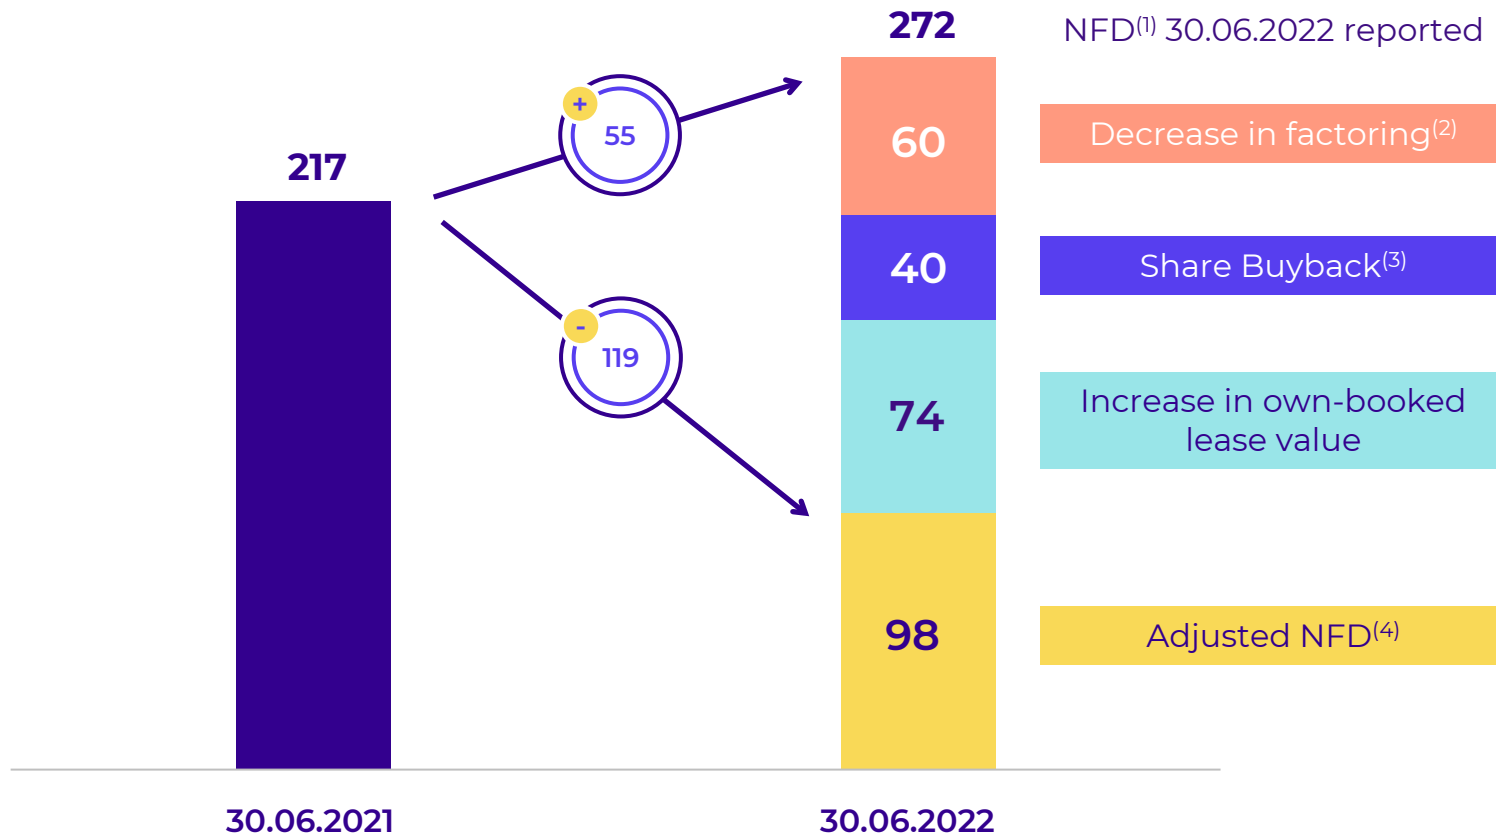 272
NFD(1) 30.06.2022 reported
+
55
60
Decrease in factoring(2)
217
40
Share Buyback(3)
-
119
74
Increase in own-booked
lease value
98
Adjusted NFD(4)
30.06.2021
30.06.2022